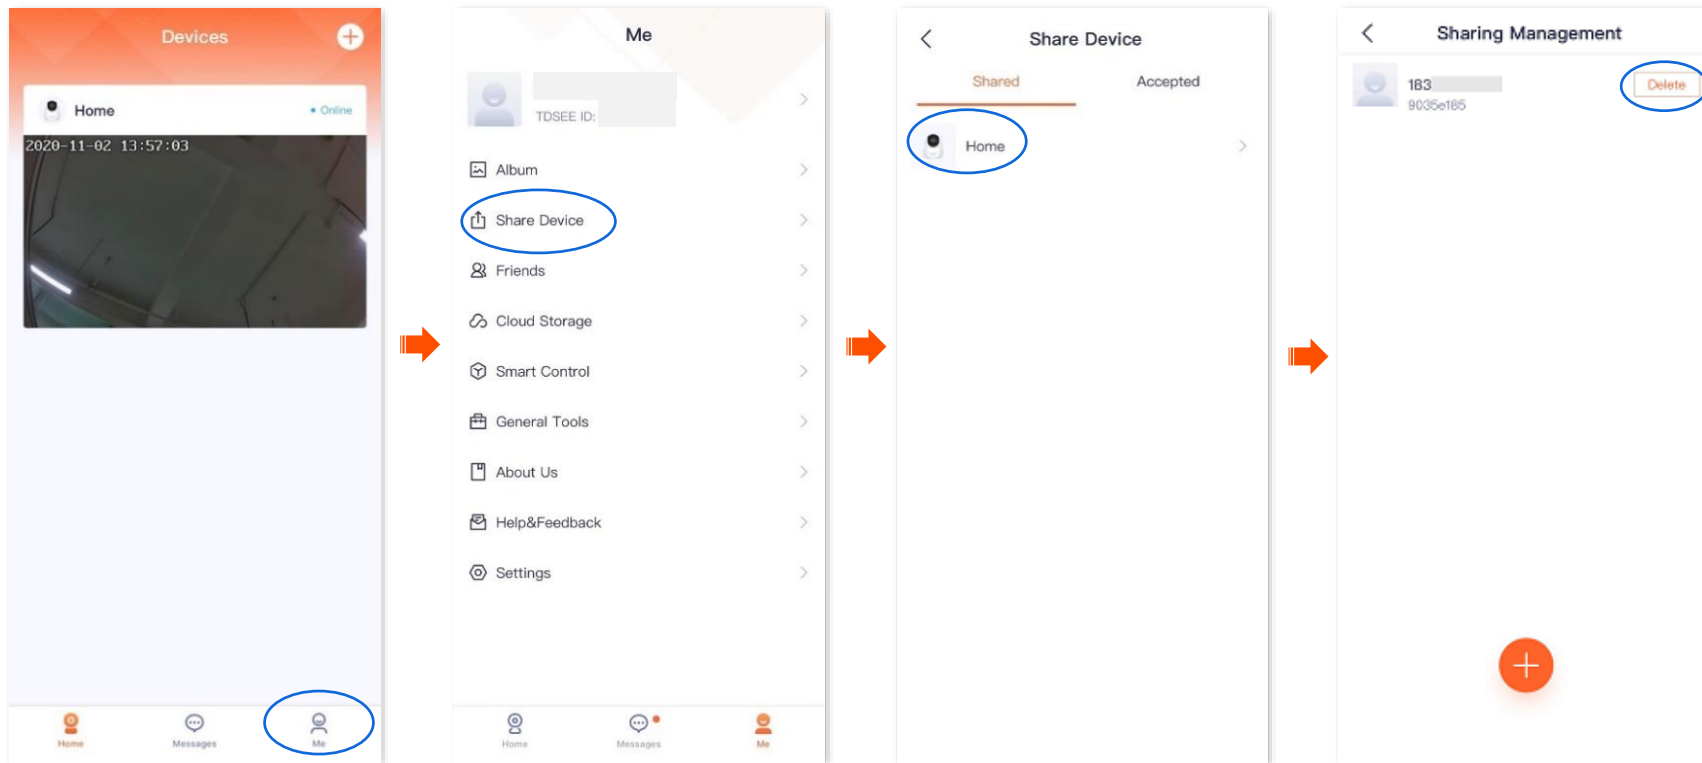 Devices
Home
Online
2020-11-02 13:57:03
Home
Messages
Me
Me
TDSEE ID:
Album
Share Device
Friends
Cloud Storage
Smart Control
General Tools
About Us
Help&Feedback
Settings
Home
Messages
Me
Share Device
Shared
Accepted
Home
Sharing Management
183
Delete
9035e185